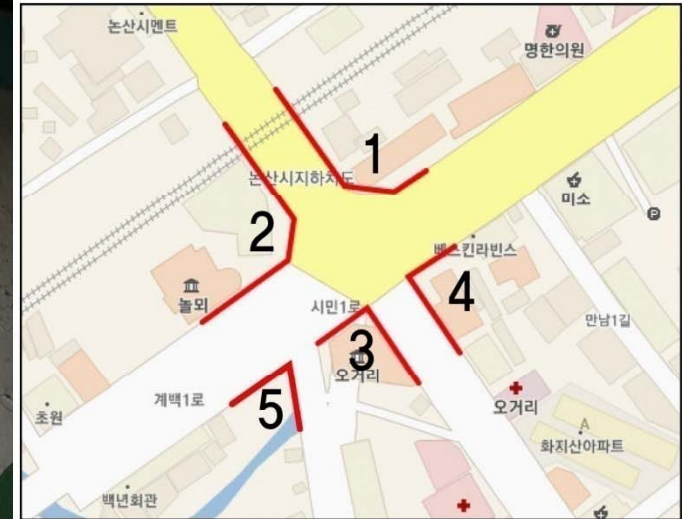 논산시멘트
명한의원
1
논산시지하차도
미소
P
2
베스킨라빈스
놀뫼
시민1로
4
만남1길
3
오거리
계백1로
5
초원
오거리
A
화지산아파트
백년회관